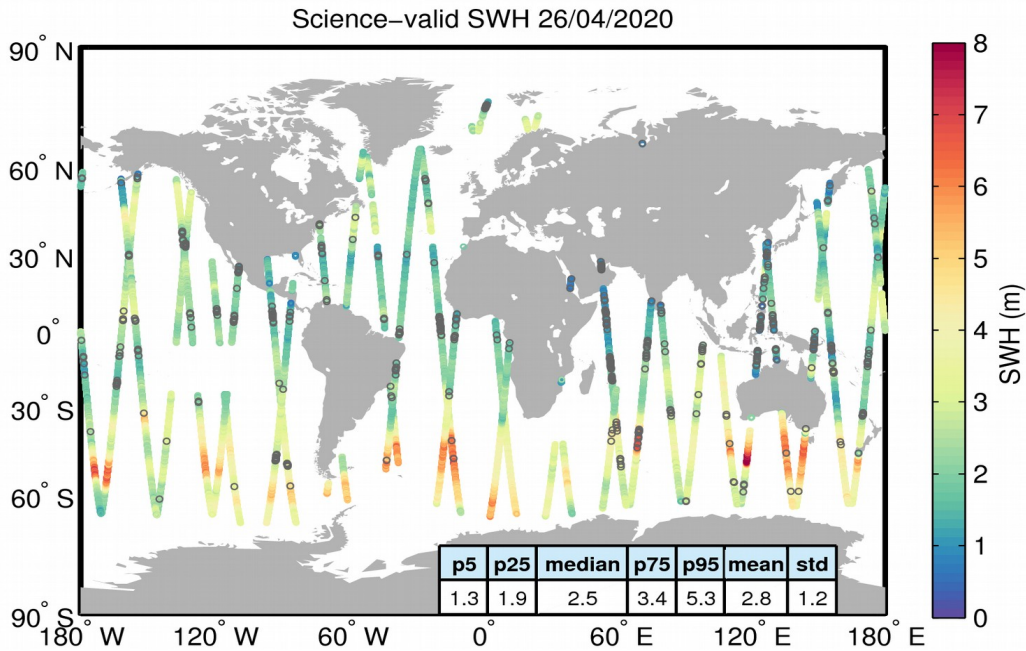 Science−valid SWH 26/04/2020
90° N
60° N
30° N
0°
30° S
60° S
90° S
180° W
120° W
60° W
0°
60° E
120° E
180° E
8
7
6
5
4
3
2
1
0
SWH (m)
p5 p25 median p75 p95 mean std
1.3 1.9 2.5 3.4 5.3 2.8 1.2